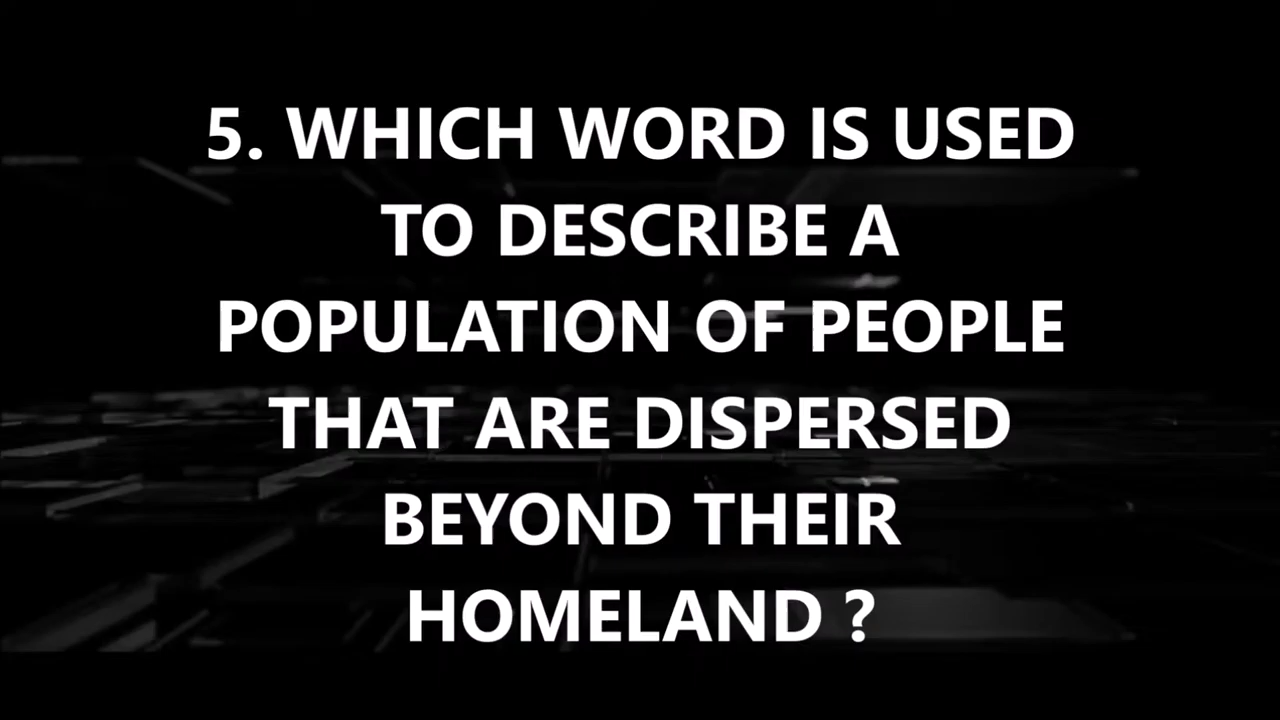 5. WHICH WORD IS USED
TO DESCRIBE A
POPULATION OF PEOPLE
THAT ARE DISPERSED
BEYOND THEIR
HOMELAND ?